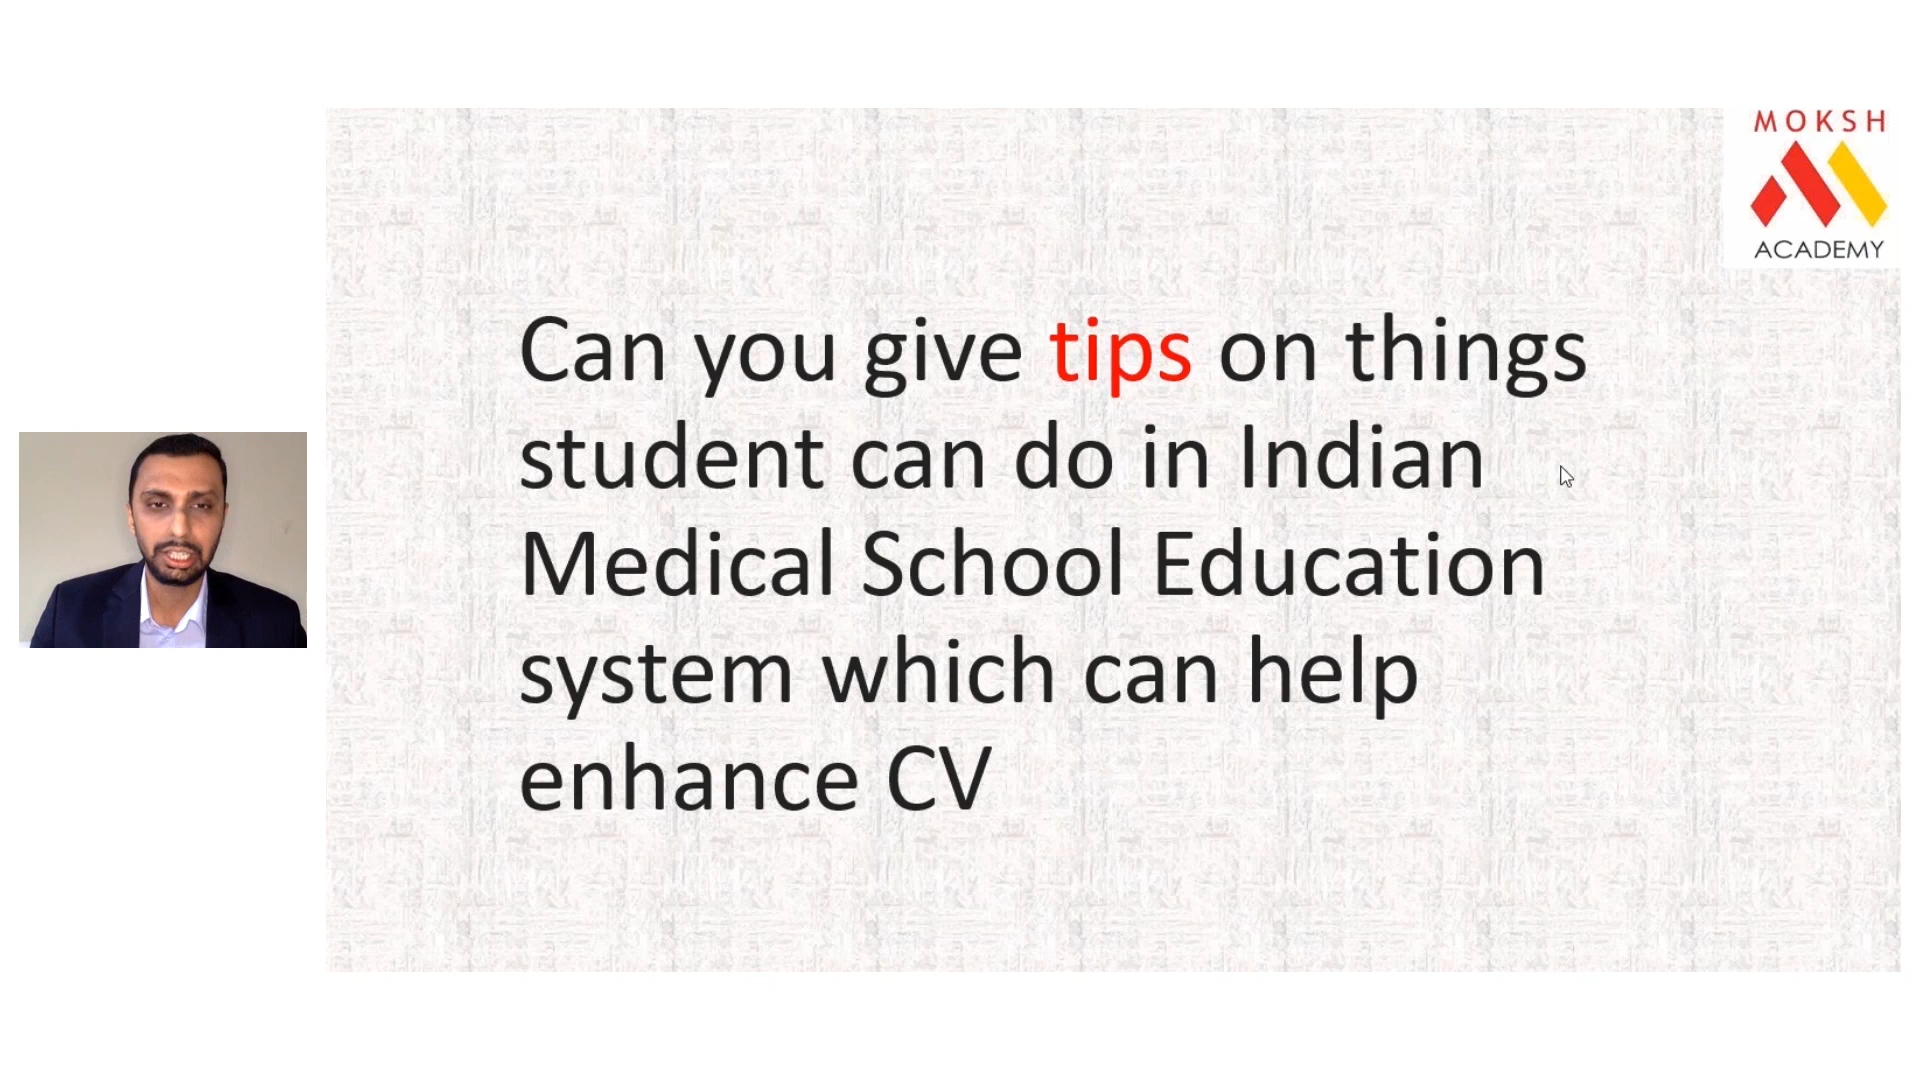 MOKSH
ACADEMY
Can you give tips on things
student can do in Indian
Medical School Education
system which can help
enhance CV